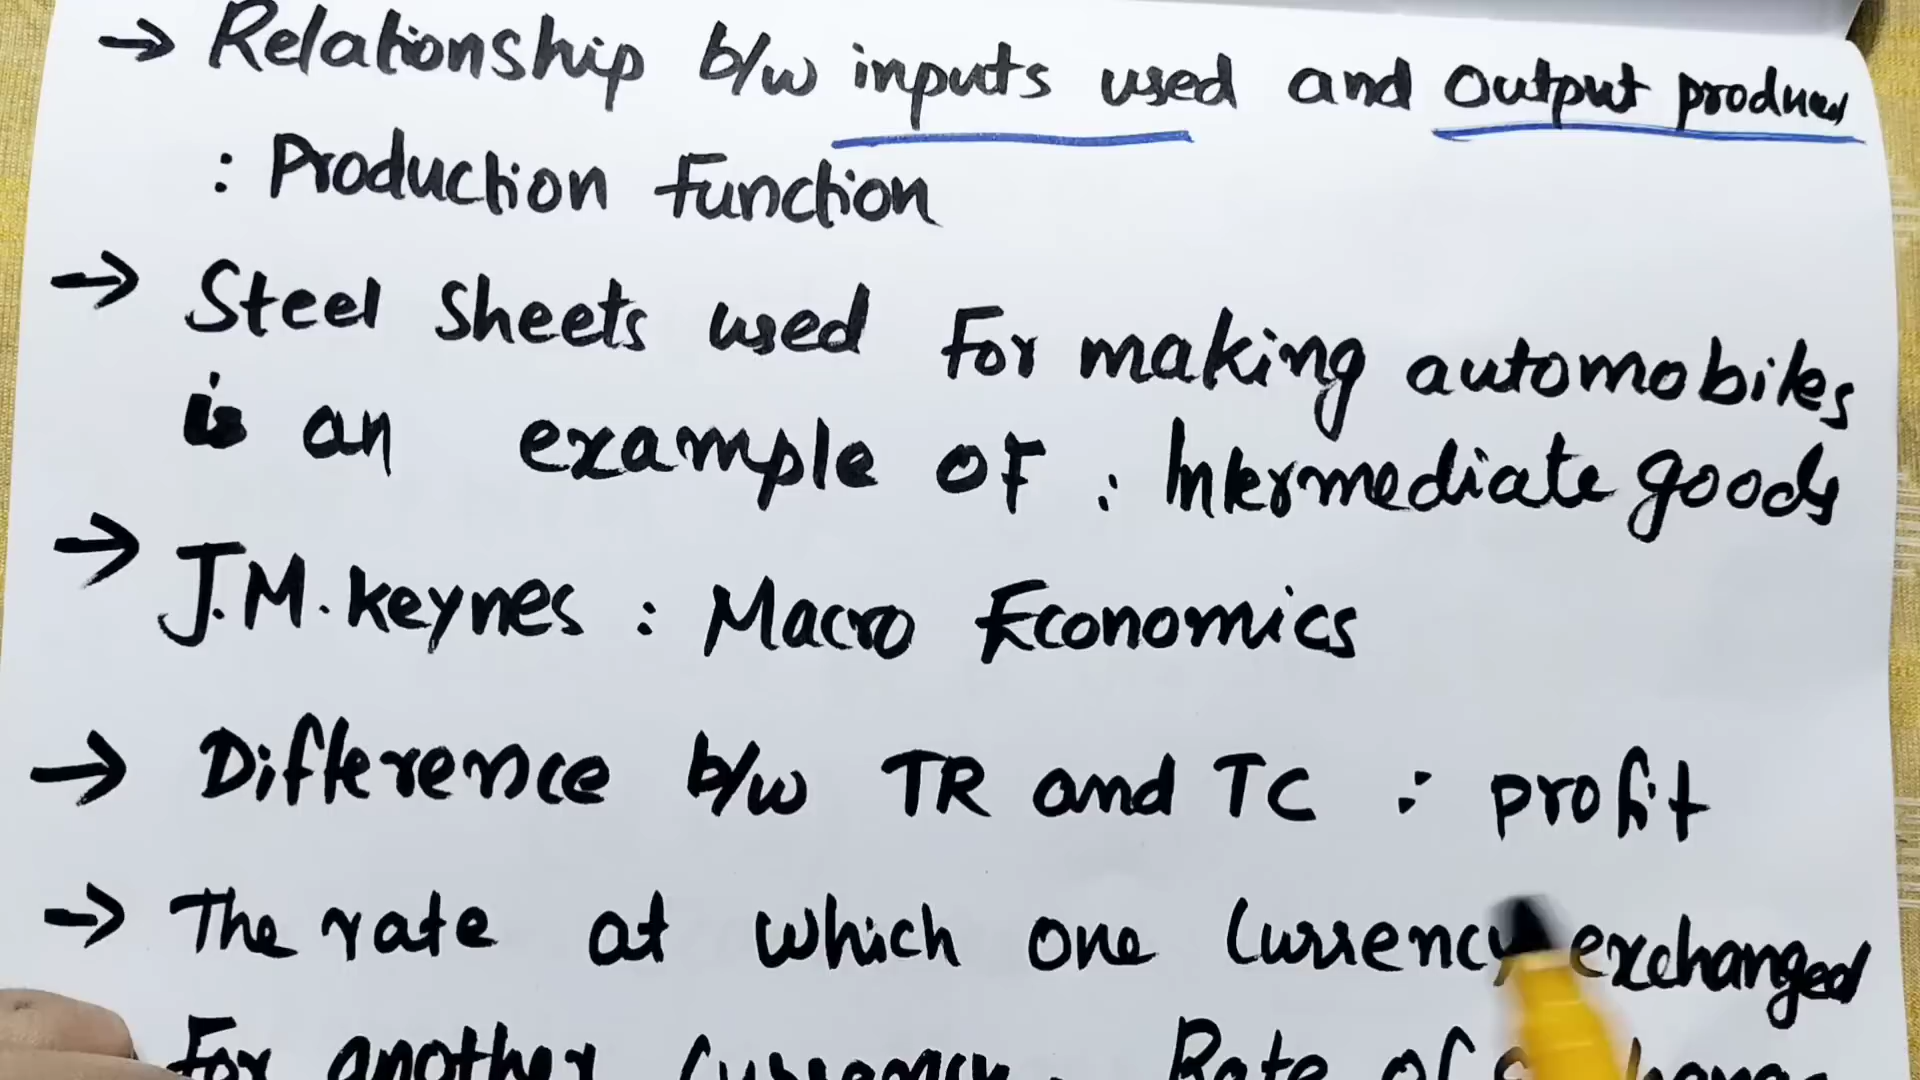 → Relationship b/w inputs used and output produced
: Production Function
→ Steel Sheets used For making automobiles
is an example of : Intermediate goods
→ J.M. Keynes : Macro Economics
→ Difference b/w TR and TC : profit
→ The rate at which one Currency exchanged
For another Currency. Rate of